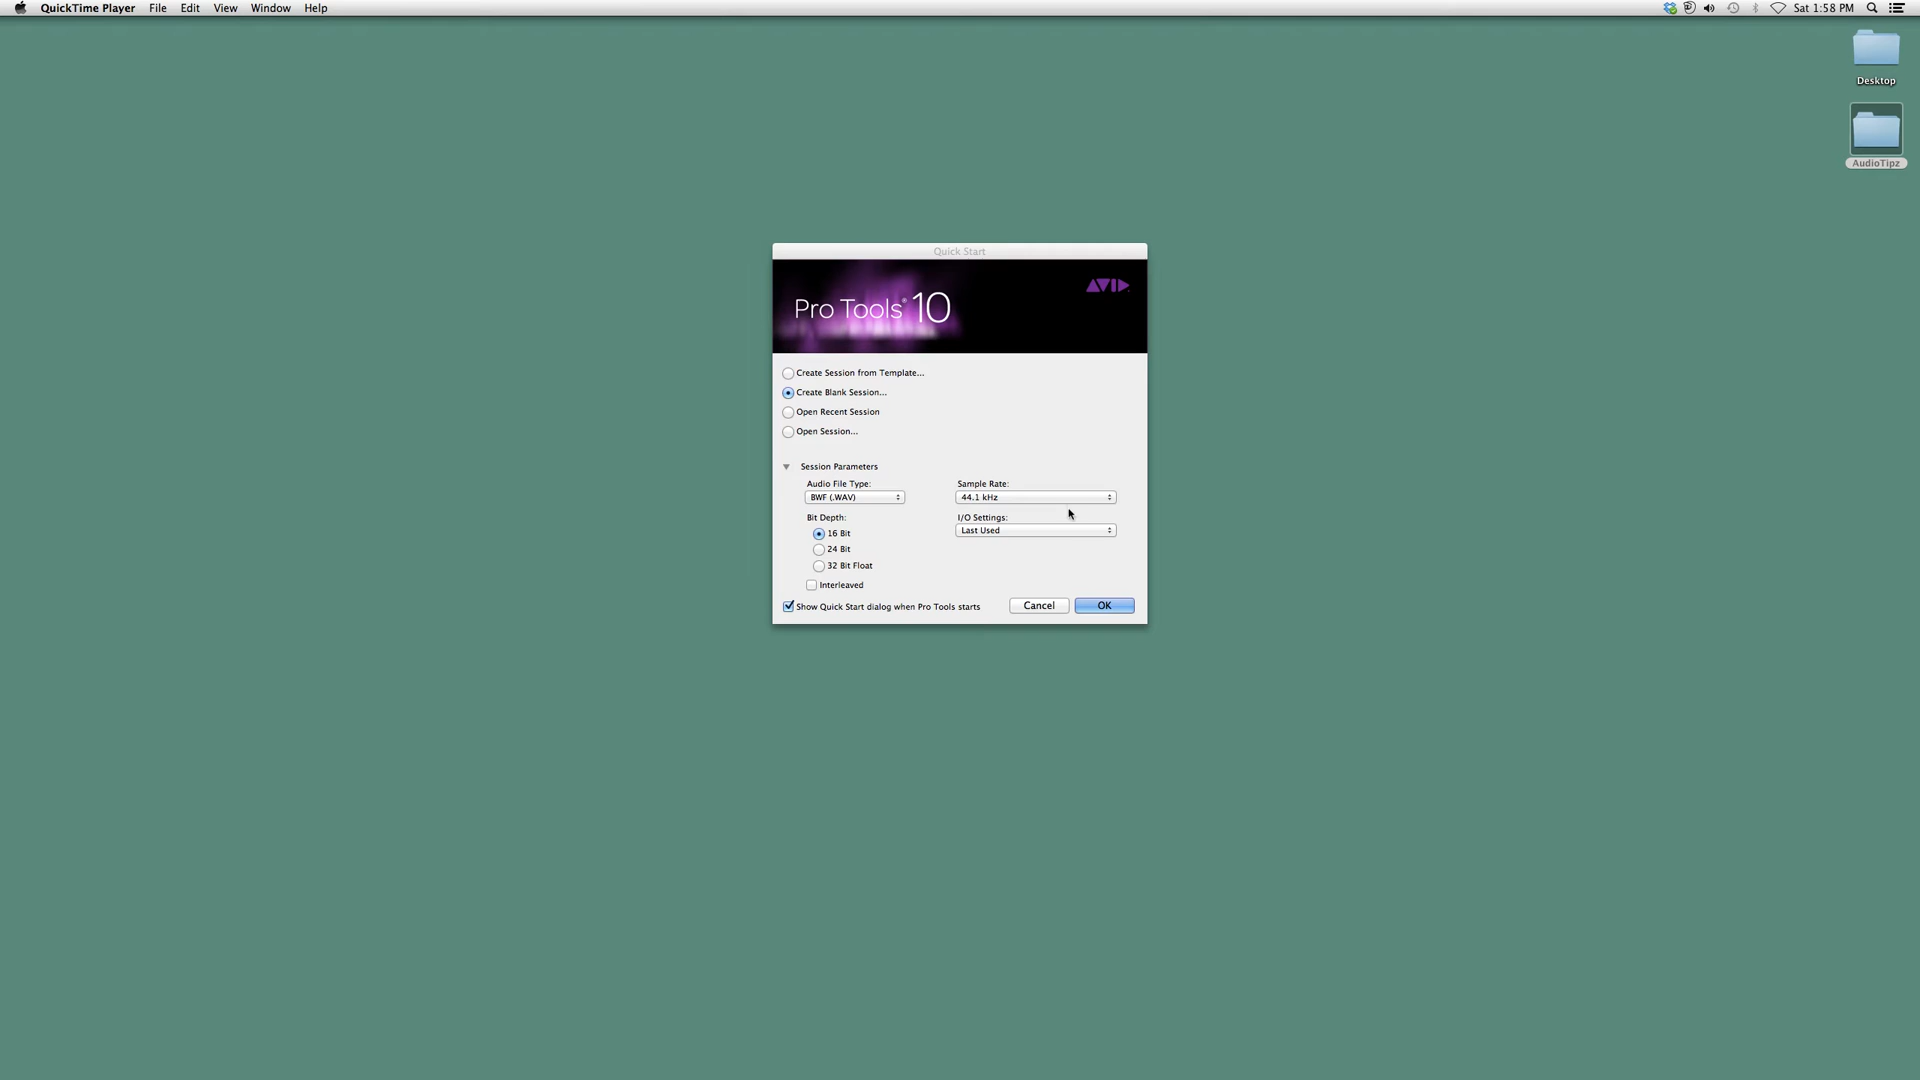 QuickTime Player File Edit View Window Help Sat 1:58 PM
Desktop
AudioTipz
Quick Start
AVID
Pro Tools® 10
Create Session from Template...
Create Blank Session...
Open Recent Session
Open Session...
Session Parameters
Audio File Type: Sample Rate:
BWF (.WAV) 44.1 kHz
Bit Depth: I/O Settings:
16 Bit Last Used
24 Bit
32 Bit Float
Interleaved
Show Quick Start dialog when Pro Tools starts Cancel OK